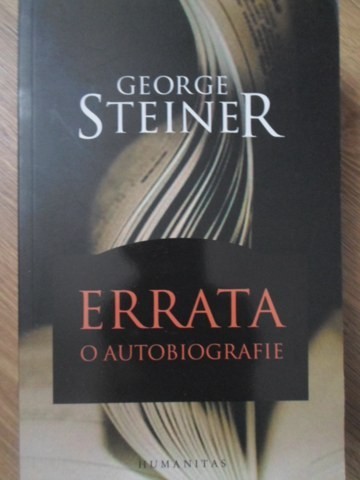 GEORGE
STEINER
ERRATA
O AUTOBIOGRAFIE
HUMANITAS